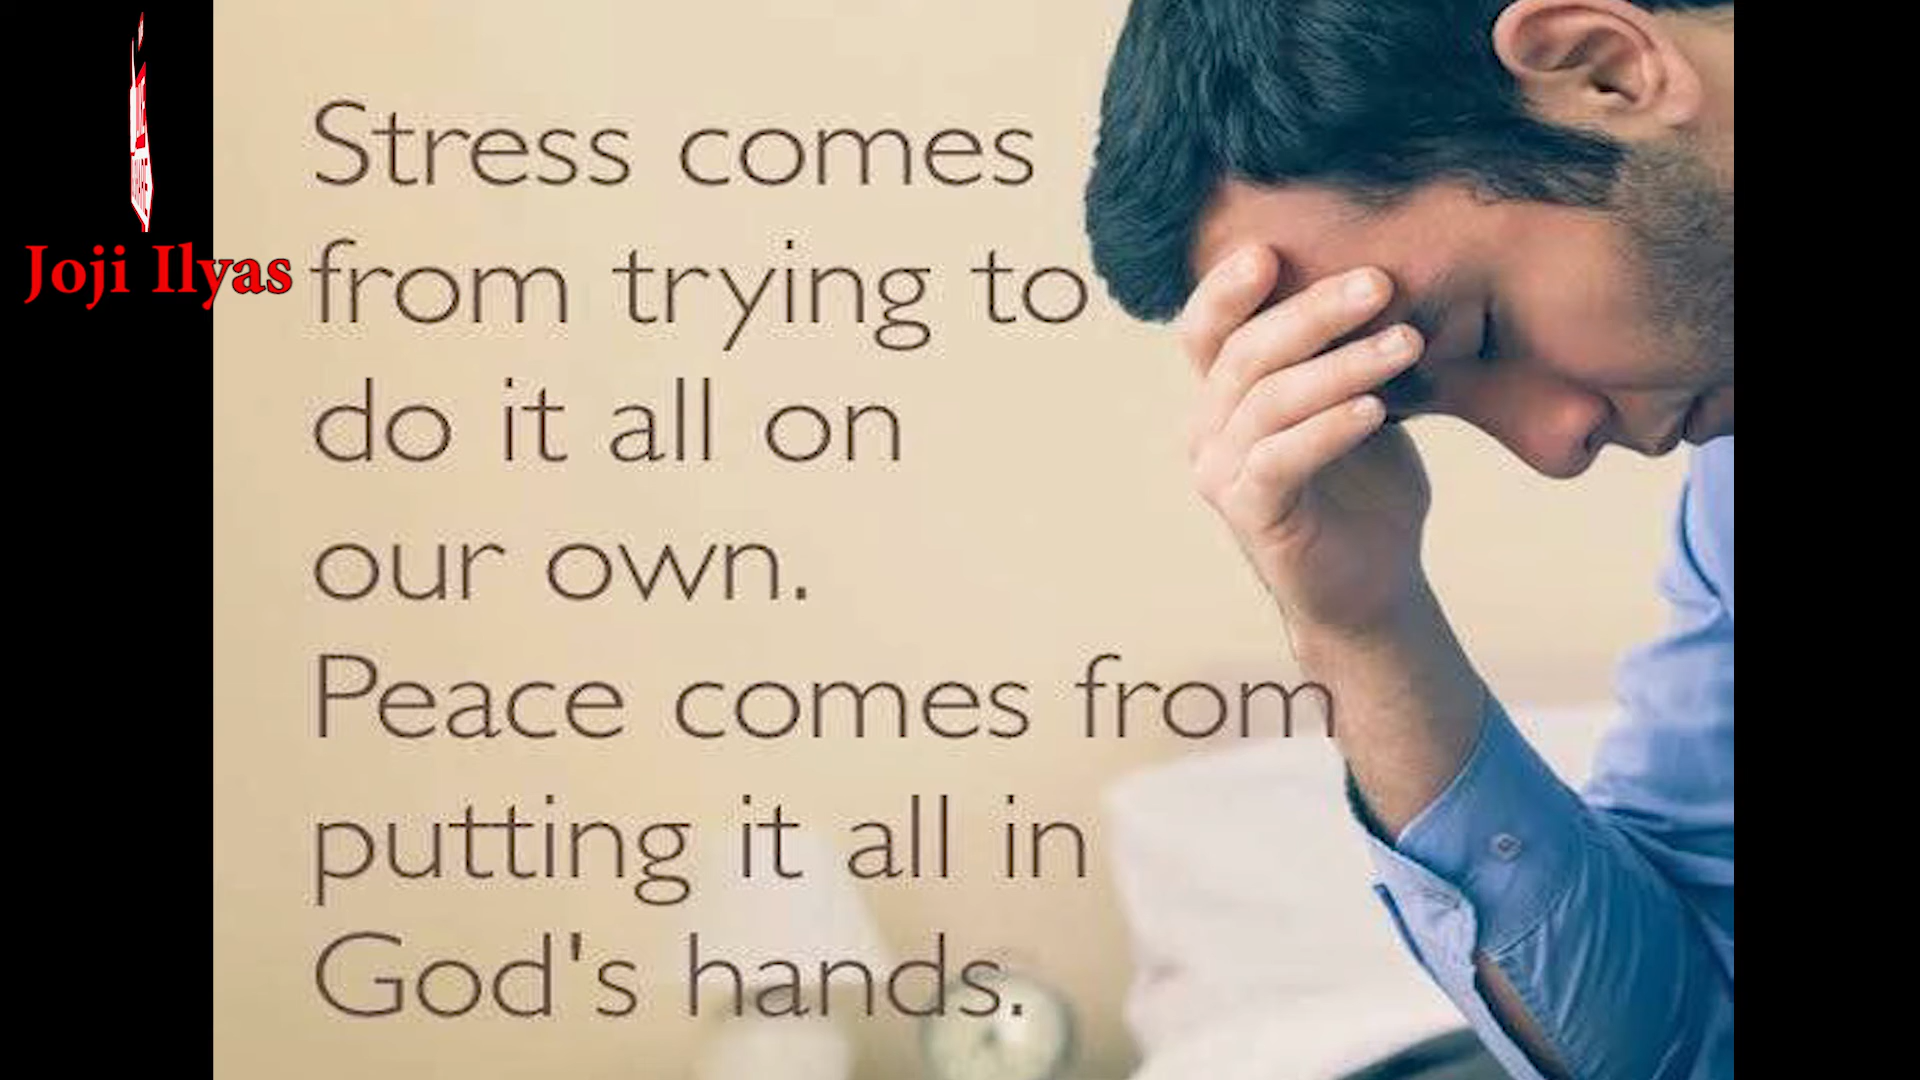 Joji Ilyas
Stress comes
from trying to
do it all on
our own.
Peace comes from
putting it all in
God's hands.